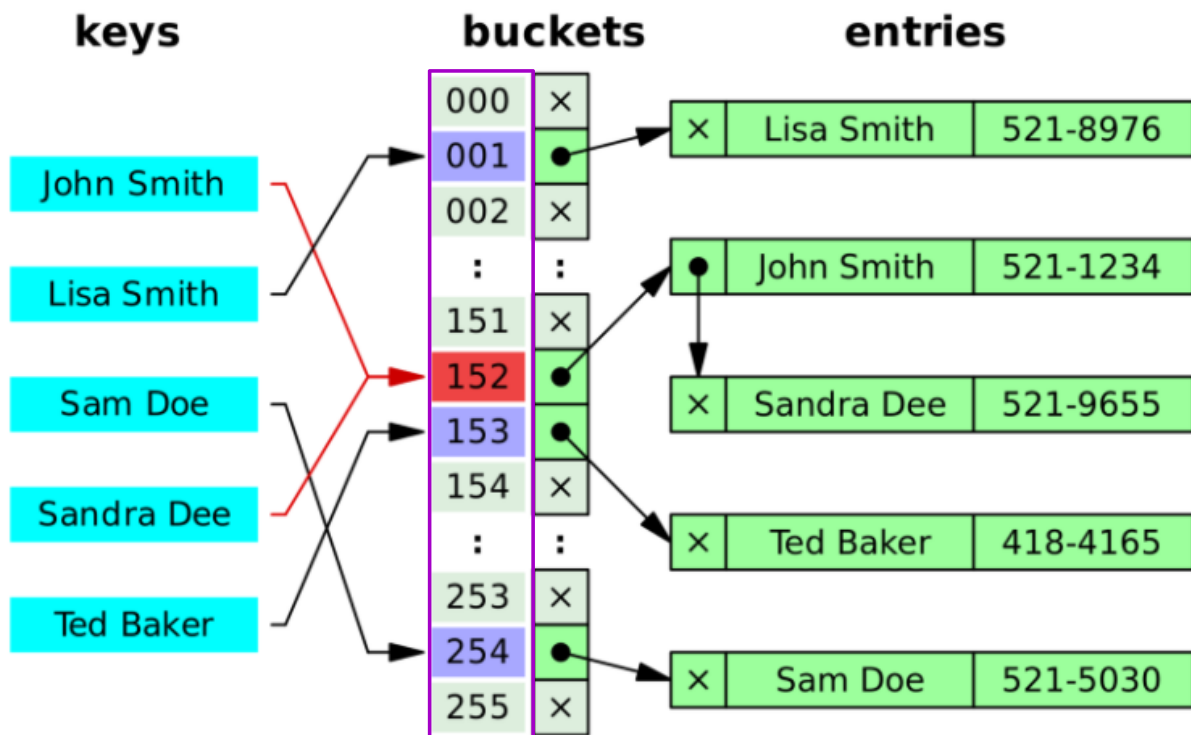 keys
buckets
entries
John Smith
Lisa Smith
Sam Doe
Sandra Dee
Ted Baker
000 ×
001
002 ×
: :
151 ×
152
153
154 ×
: :
253 ×
254
255 ×
× Lisa Smith 521-8976
John Smith 521-1234
× Sandra Dee 521-9655
× Ted Baker 418-4165
× Sam Doe 521-5030